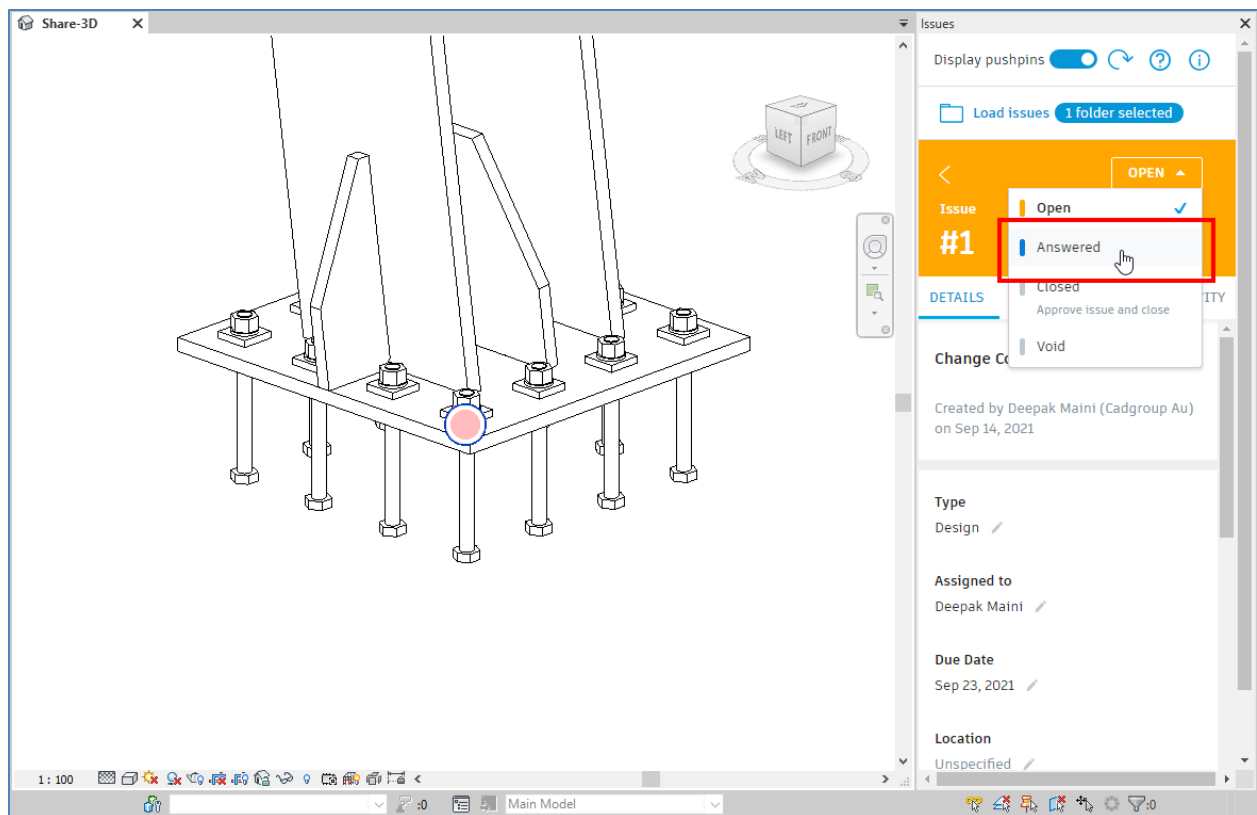 Share-3D
Issues
Display pushpins
Load issues 1 folder selected
LEFT FRONT
OPEN
Issue
#1
Open
Answered
Closed
Approve issue and close
Void
DETAILS
ITY
Change Co
Created by Deepak Maini (Cadgroup Au)
on Sep 14, 2021
Type
Design
Assigned to
Deepak Maini
Due Date
Sep 23, 2021
Location
Unspecified
1 : 100
:0
Main Model
:0